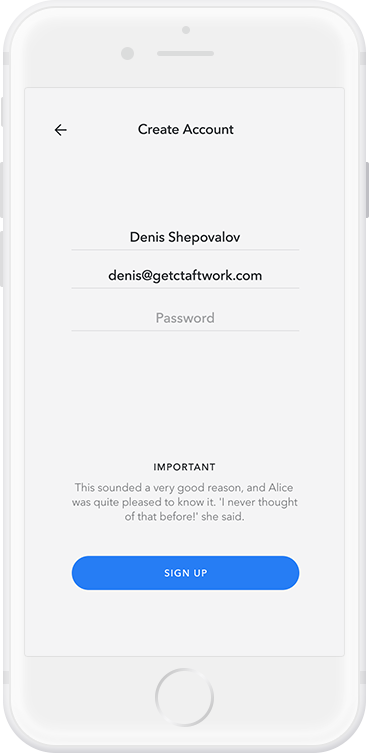 Create Account
Denis Shepovalov
denis@getctaftwork.com
Password
IMPORTANT
This sounded a very good reason, and Alice
was quite pleased to know it. 'I never thought
of that before!' she said.
SIGN UP